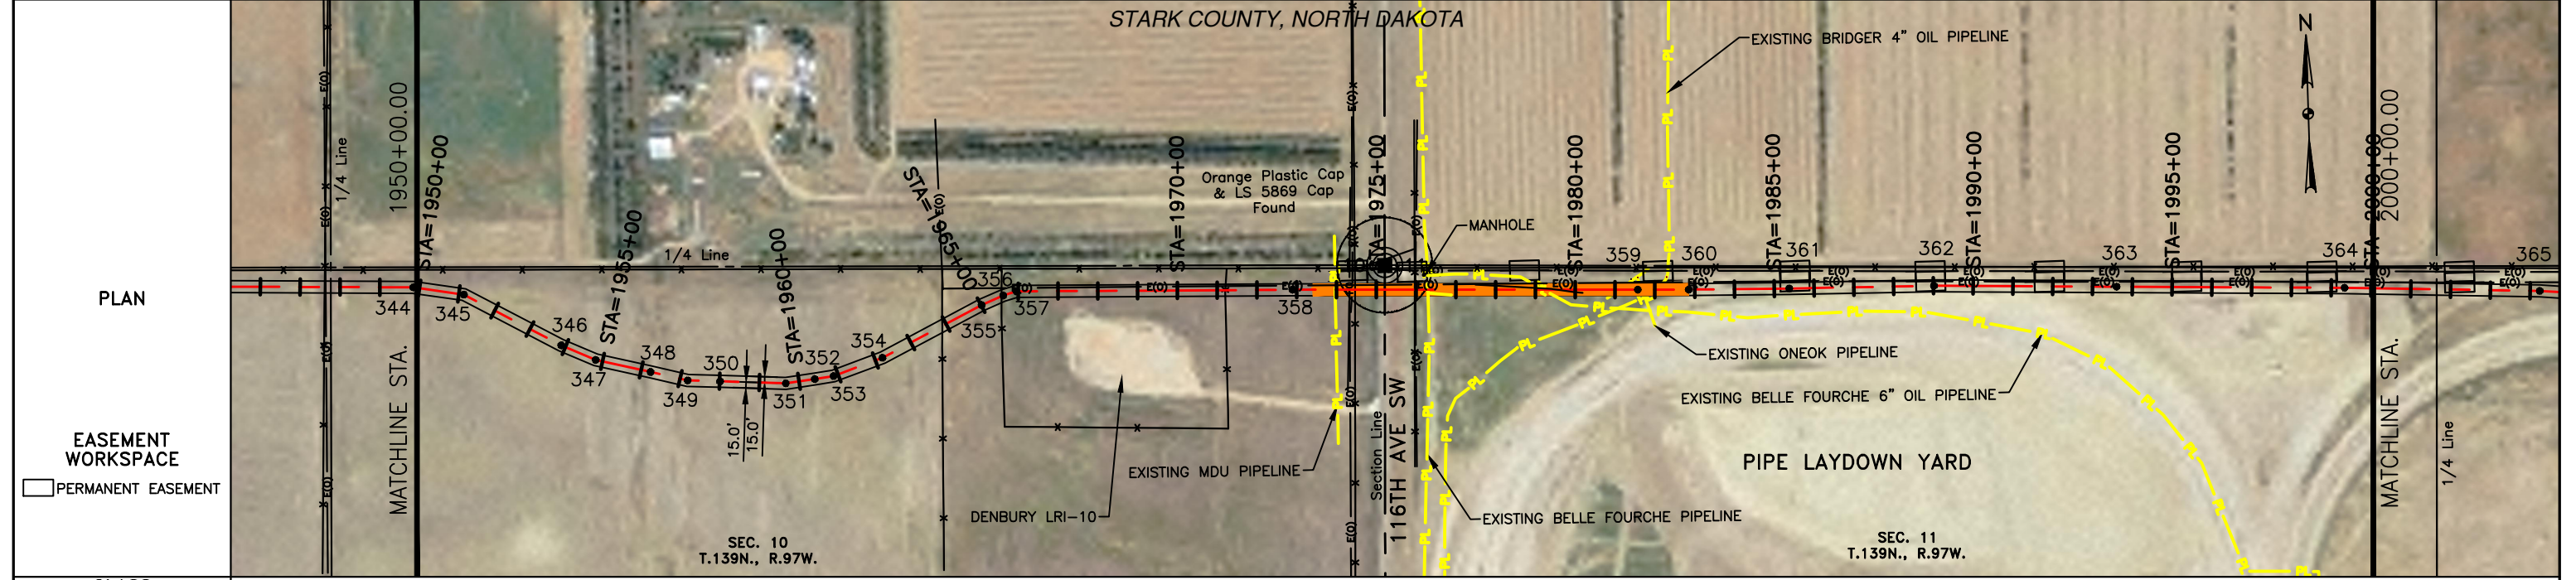 STARK COUNTY, NORTH DAKOTA
EXISTING BRIDGER 4" OIL PIPELINE
N
1/4 Line
1950+00.00
STA=1950+00
STA=1955+00
STA=1960+00
STA=1965+00
STA=1970+00
Orange Plastic Cap
& LS 5869 Cap
Found
STA=1975+00
MANHOLE
STA=1980+00
STA=1985+00
STA=1990+00
STA=1995+00
STA=2000+00
2000+00.00
1/4 Line
PLAN
344
345
346
347
348
349
350
351
352
353
354
355
356
357
358
359
360
361
362
363
364
365
E(O)
PL
15.0'
15.0'
EXISTING ONEOK PIPELINE
EXISTING BELLE FOURCHE 6" OIL PIPELINE
EASEMENT
WORKSPACE
PERMANENT EASEMENT
MATCHLINE STA.
EXISTING MDU PIPELINE
DENBURY LRI-10
Section Line
116TH AVE SW
EXISTING BELLE FOURCHE PIPELINE
PIPE LAYDOWN YARD
MATCHLINE STA.
1/4 Line
SEC. 10
T.139N., R.97W.
SEC. 11
T.139N., R.97W.